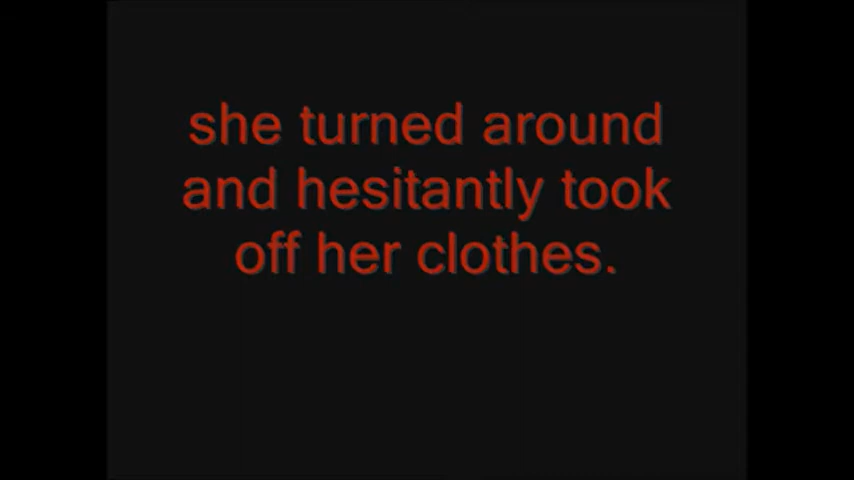 she turned around
and hesitantly took
off her clothes.